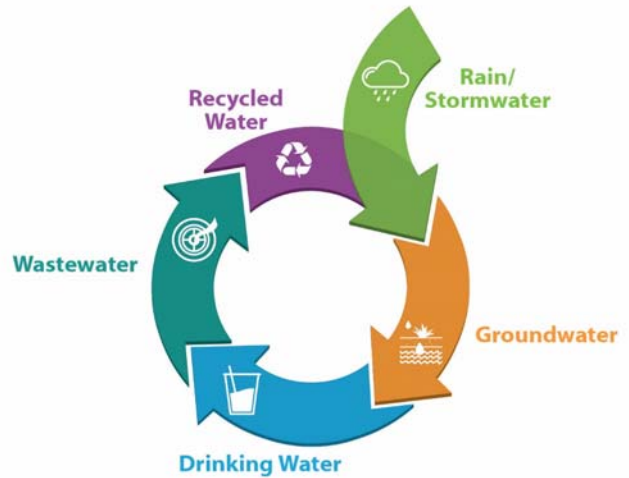 Rain/
Stormwater
Recycled
Water
Wastewater
Groundwater
Drinking Water